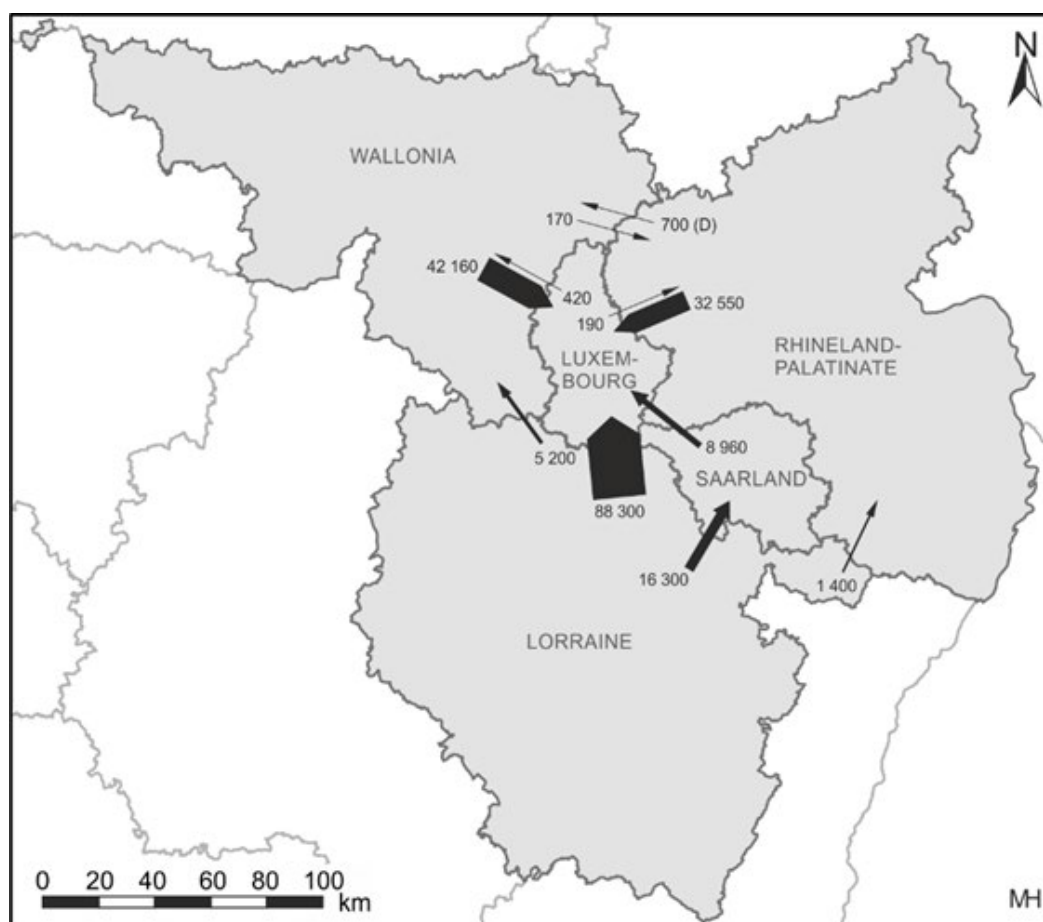 N
WALLONIA
170
700 (D)
42 160
420
190
32 550
LUXEM-
BOURG
RHINELAND-
PALATINATE
5 200
8 960
SAARLAND
88 300
16 300
1 400
LORRAINE
0 20 40 60 80 100
km
MH